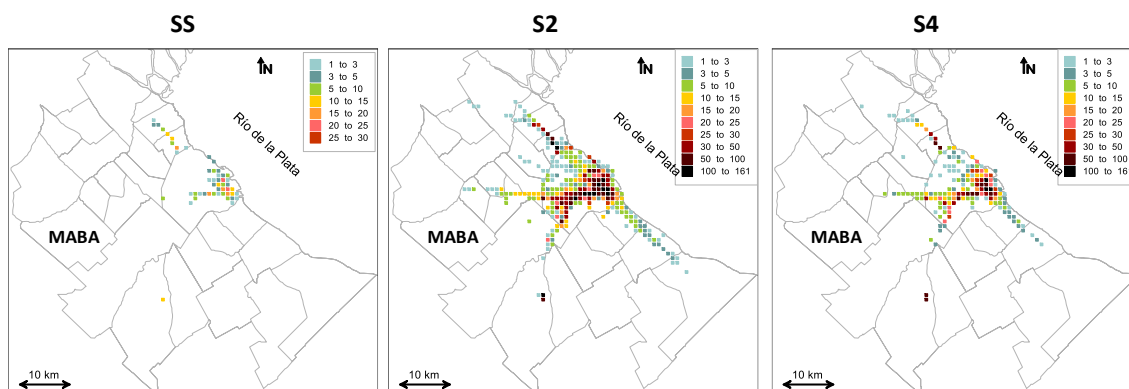 SS
1 to 3
3 to 5
5 to 10
10 to 15
15 to 20
20 to 25
25 to 30
N
Río de la Plata
MABA
10 km
S2
1 to 3
3 to 5
5 to 10
10 to 15
15 to 20
20 to 25
25 to 30
30 to 50
50 to 100
100 to 161
N
Río de la Plata
MABA
10 km
S4
1 to 3
3 to 5
5 to 10
10 to 15
15 to 20
20 to 25
25 to 30
30 to 50
50 to 100
100 to 16
N
Río de la Plata
MABA
10 km